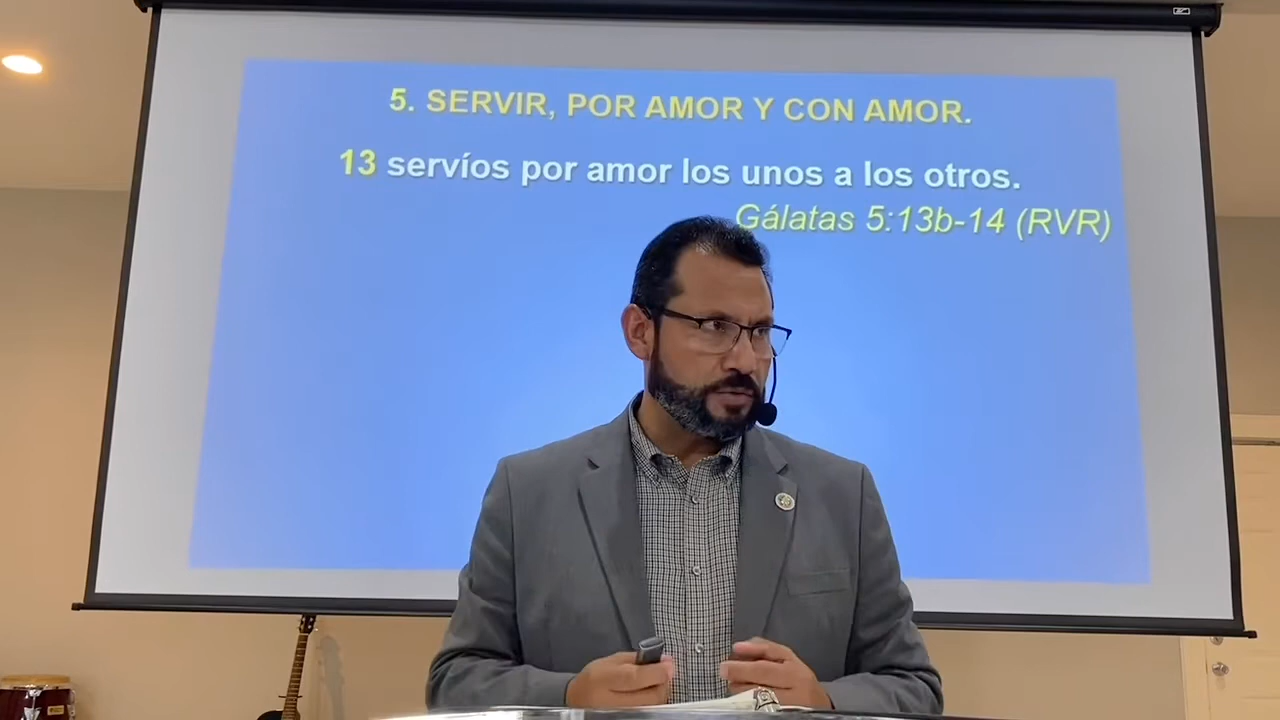 5. SERVIR, POR AMOR Y CON AMOR.
13 servíos por amor los unos a los otros.
Gálatas 5:13b-14 (RVR)